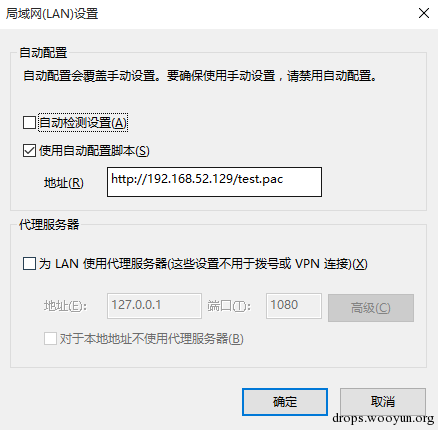 局域网(LAN)设置
自动配置
自动配置会覆盖手动设置。要确保使用手动设置，请禁用自动配置。
自动检测设置(A)
使用自动配置脚本(S)
地址(R) http://192.168.52.129/test.pac
代理服务器
为 LAN 使用代理服务器(这些设置不用于拨号或 VPN 连接)(X)
地址(E): 127.0.0.1 端口(T): 1080 高级(C)
对于本地地址不使用代理服务器(B)
确定 取消
drops.wooyun.org